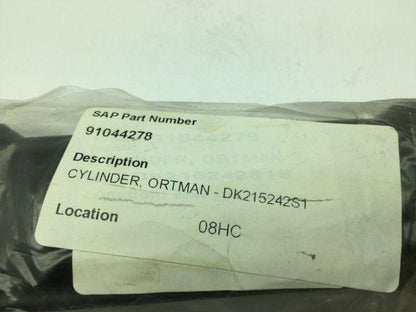 SAP Part Number
91044278
Description
CYLINDER, ORTMAN - DK215242S1
Location 08HC